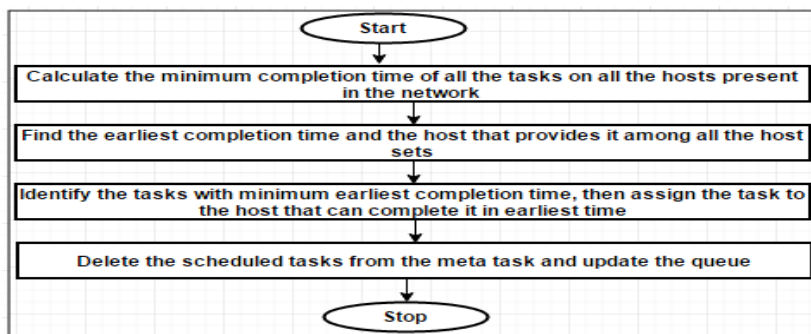 Start
Calculate the minimum completion time of all the tasks on all the hosts present
in the network
Find the earliest completion time and the host that provides it among all the host
sets
Identify the tasks with minimum earliest completion time, then assign the task to
the host that can complete it in earliest time
Delete the scheduled tasks from the meta task and update the queue
Stop